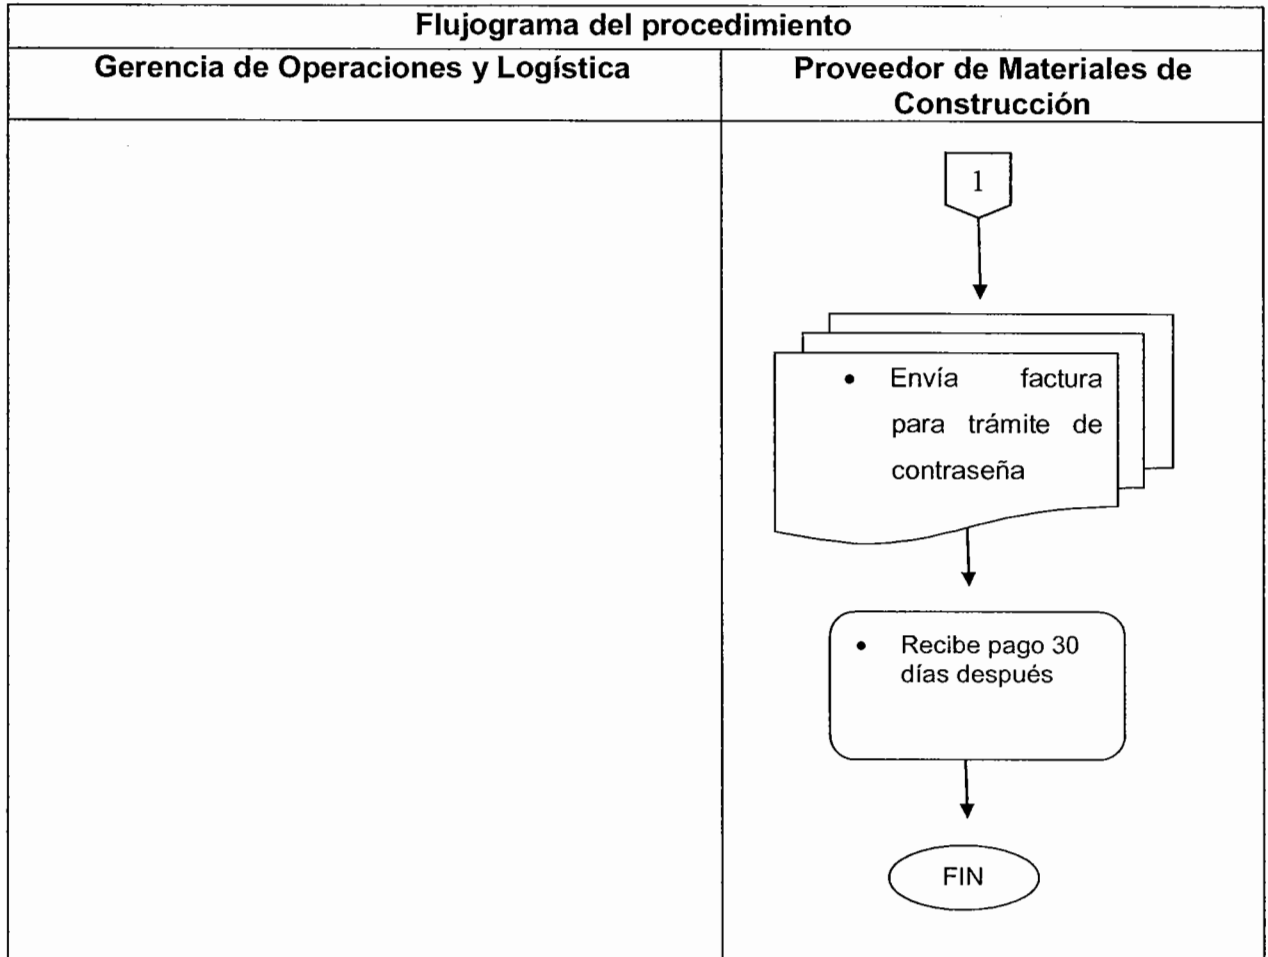 Flujograma del procedimiento
Gerencia de Operaciones y Logística
Proveedor de Materiales de
Construcción
1
• Envía factura
para trámite de
contraseña
• Recibe pago 30
días después
FIN